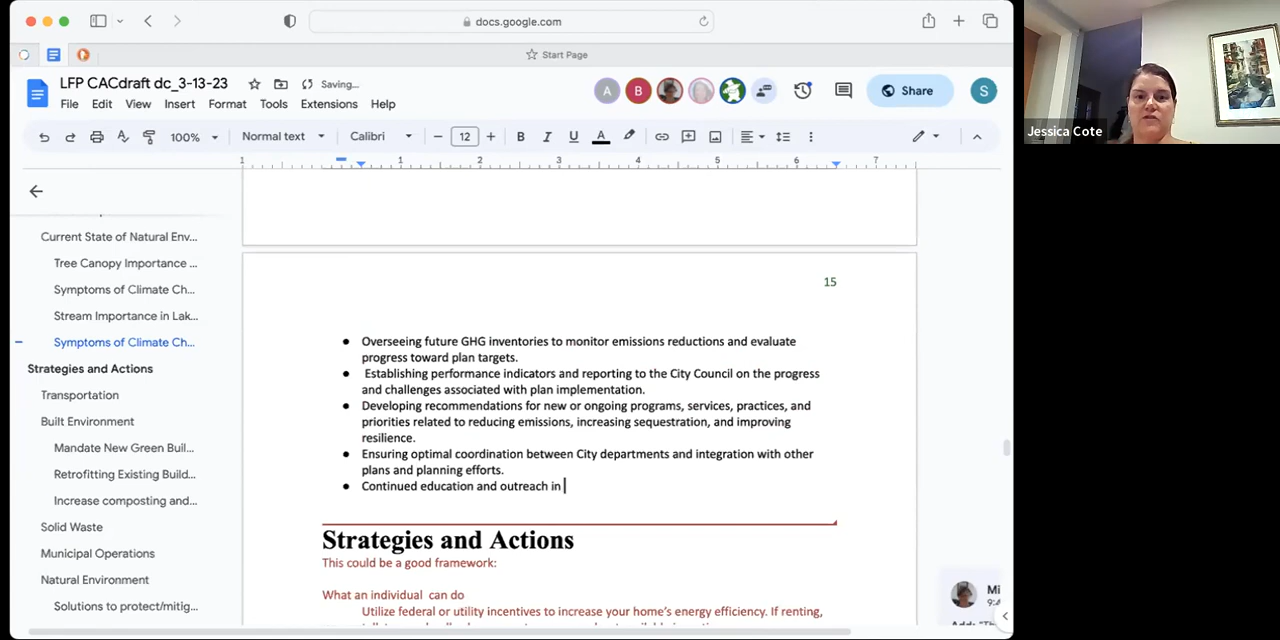 docs.google.com
Start Page
LFP CACdraft dc_3-13-23
Saving...
A
B
Share
S
File Edit View Insert Format Tools Extensions Help
100% Normal text Calibri 12 B I U A
1 1 2 3 4 5 6 7
Current State of Natural Env...
Tree Canopy Importance ...
Symptoms of Climate Ch...
Stream Importance in Lak...
Symptoms of Climate Ch...
Strategies and Actions
Transportation
Built Environment
Mandate New Green Buil...
Retrofitting Existing Build...
Increase composting and...
Solid Waste
Municipal Operations
Natural Environment
Solutions to protect/mitig...
15
● Overseeing future GHG inventories to monitor emissions reductions and evaluate
progress toward plan targets.
● Establishing performance indicators and reporting to the City Council on the progress
and challenges associated with plan implementation.
● Developing recommendations for new or ongoing programs, services, practices, and
priorities related to reducing emissions, increasing sequestration, and improving
resilience.
● Ensuring optimal coordination between City departments and integration with other
plans and planning efforts.
● Continued education and outreach in
Strategies and Actions
This could be a good framework:
What an individual can do
Utilize federal or utility incentives to increase your home's energy efficiency. If renting,
Mi
Jessica Cote